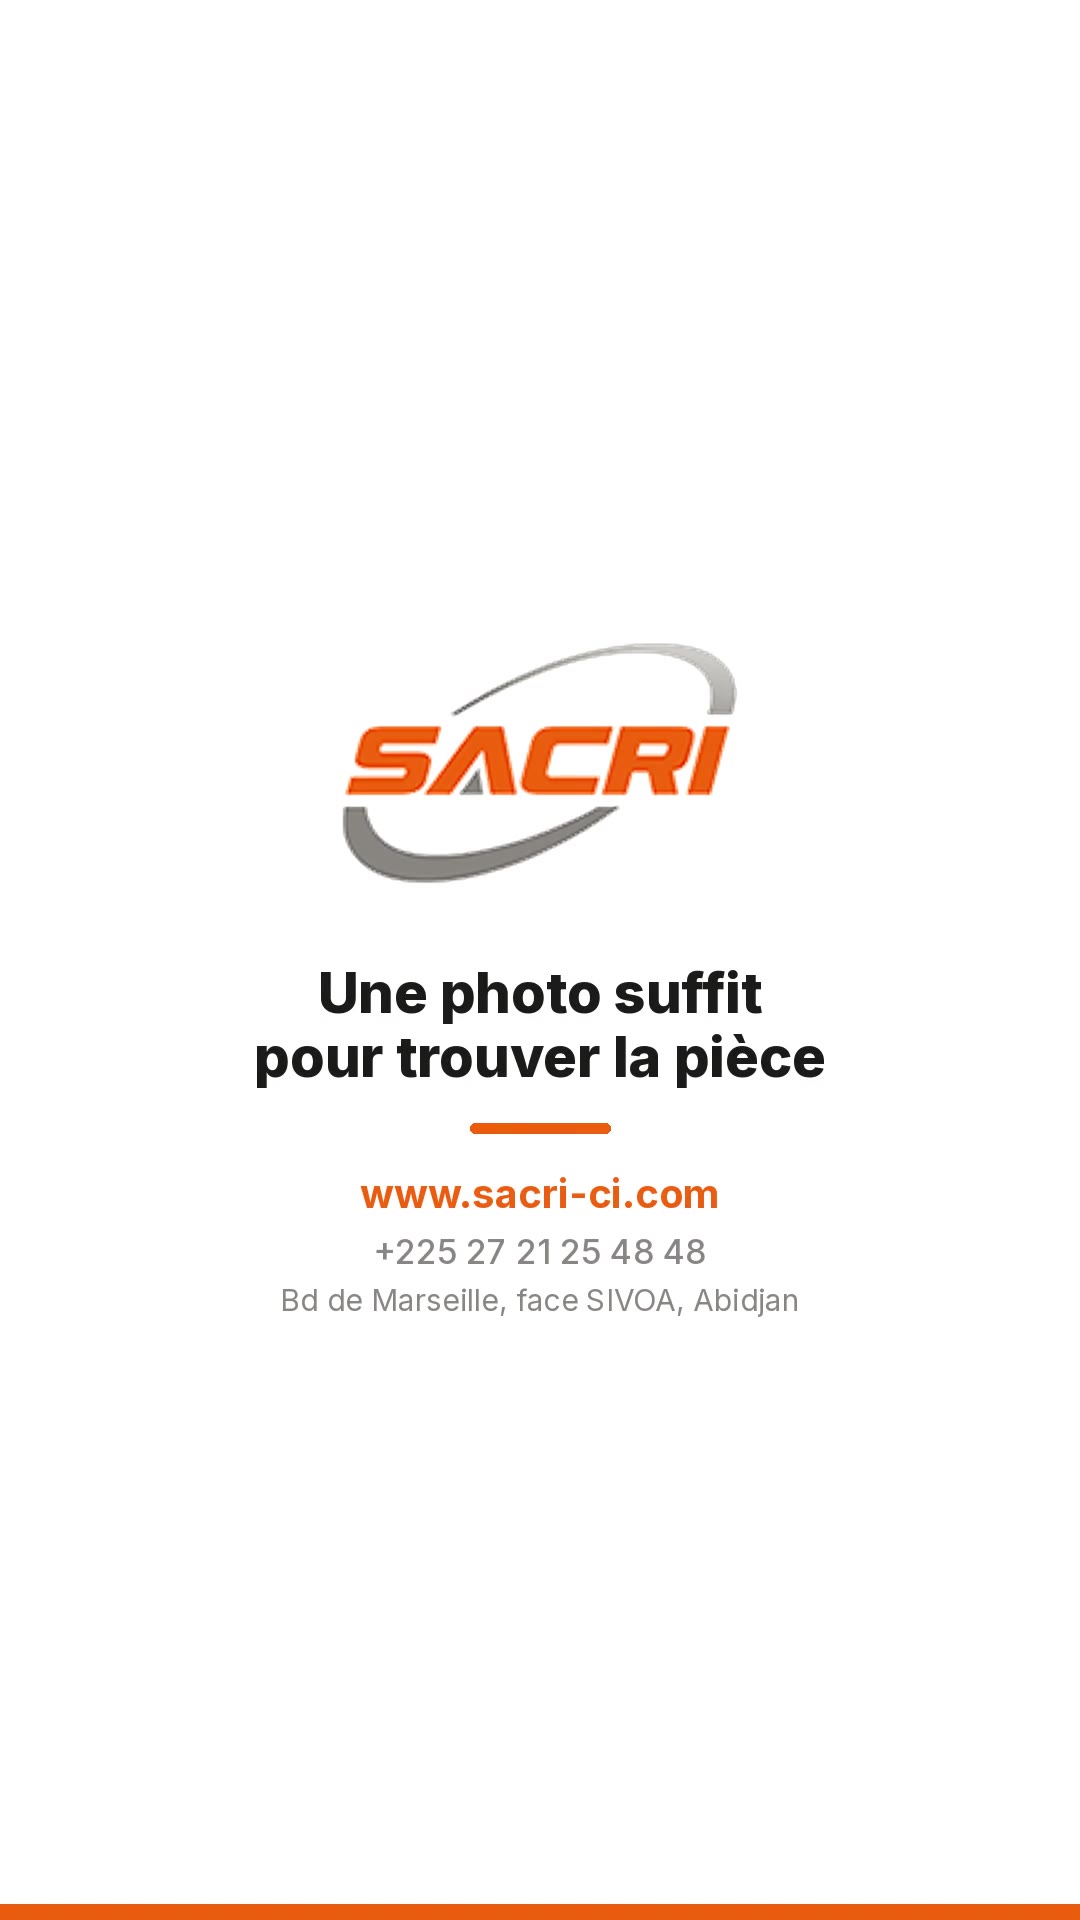 SACRI
Une photo suffit
pour trouver la pièce
www.sacri-ci.com
+225 27 21 25 48 48
Bd de Marseille, face SIVOA, Abidjan